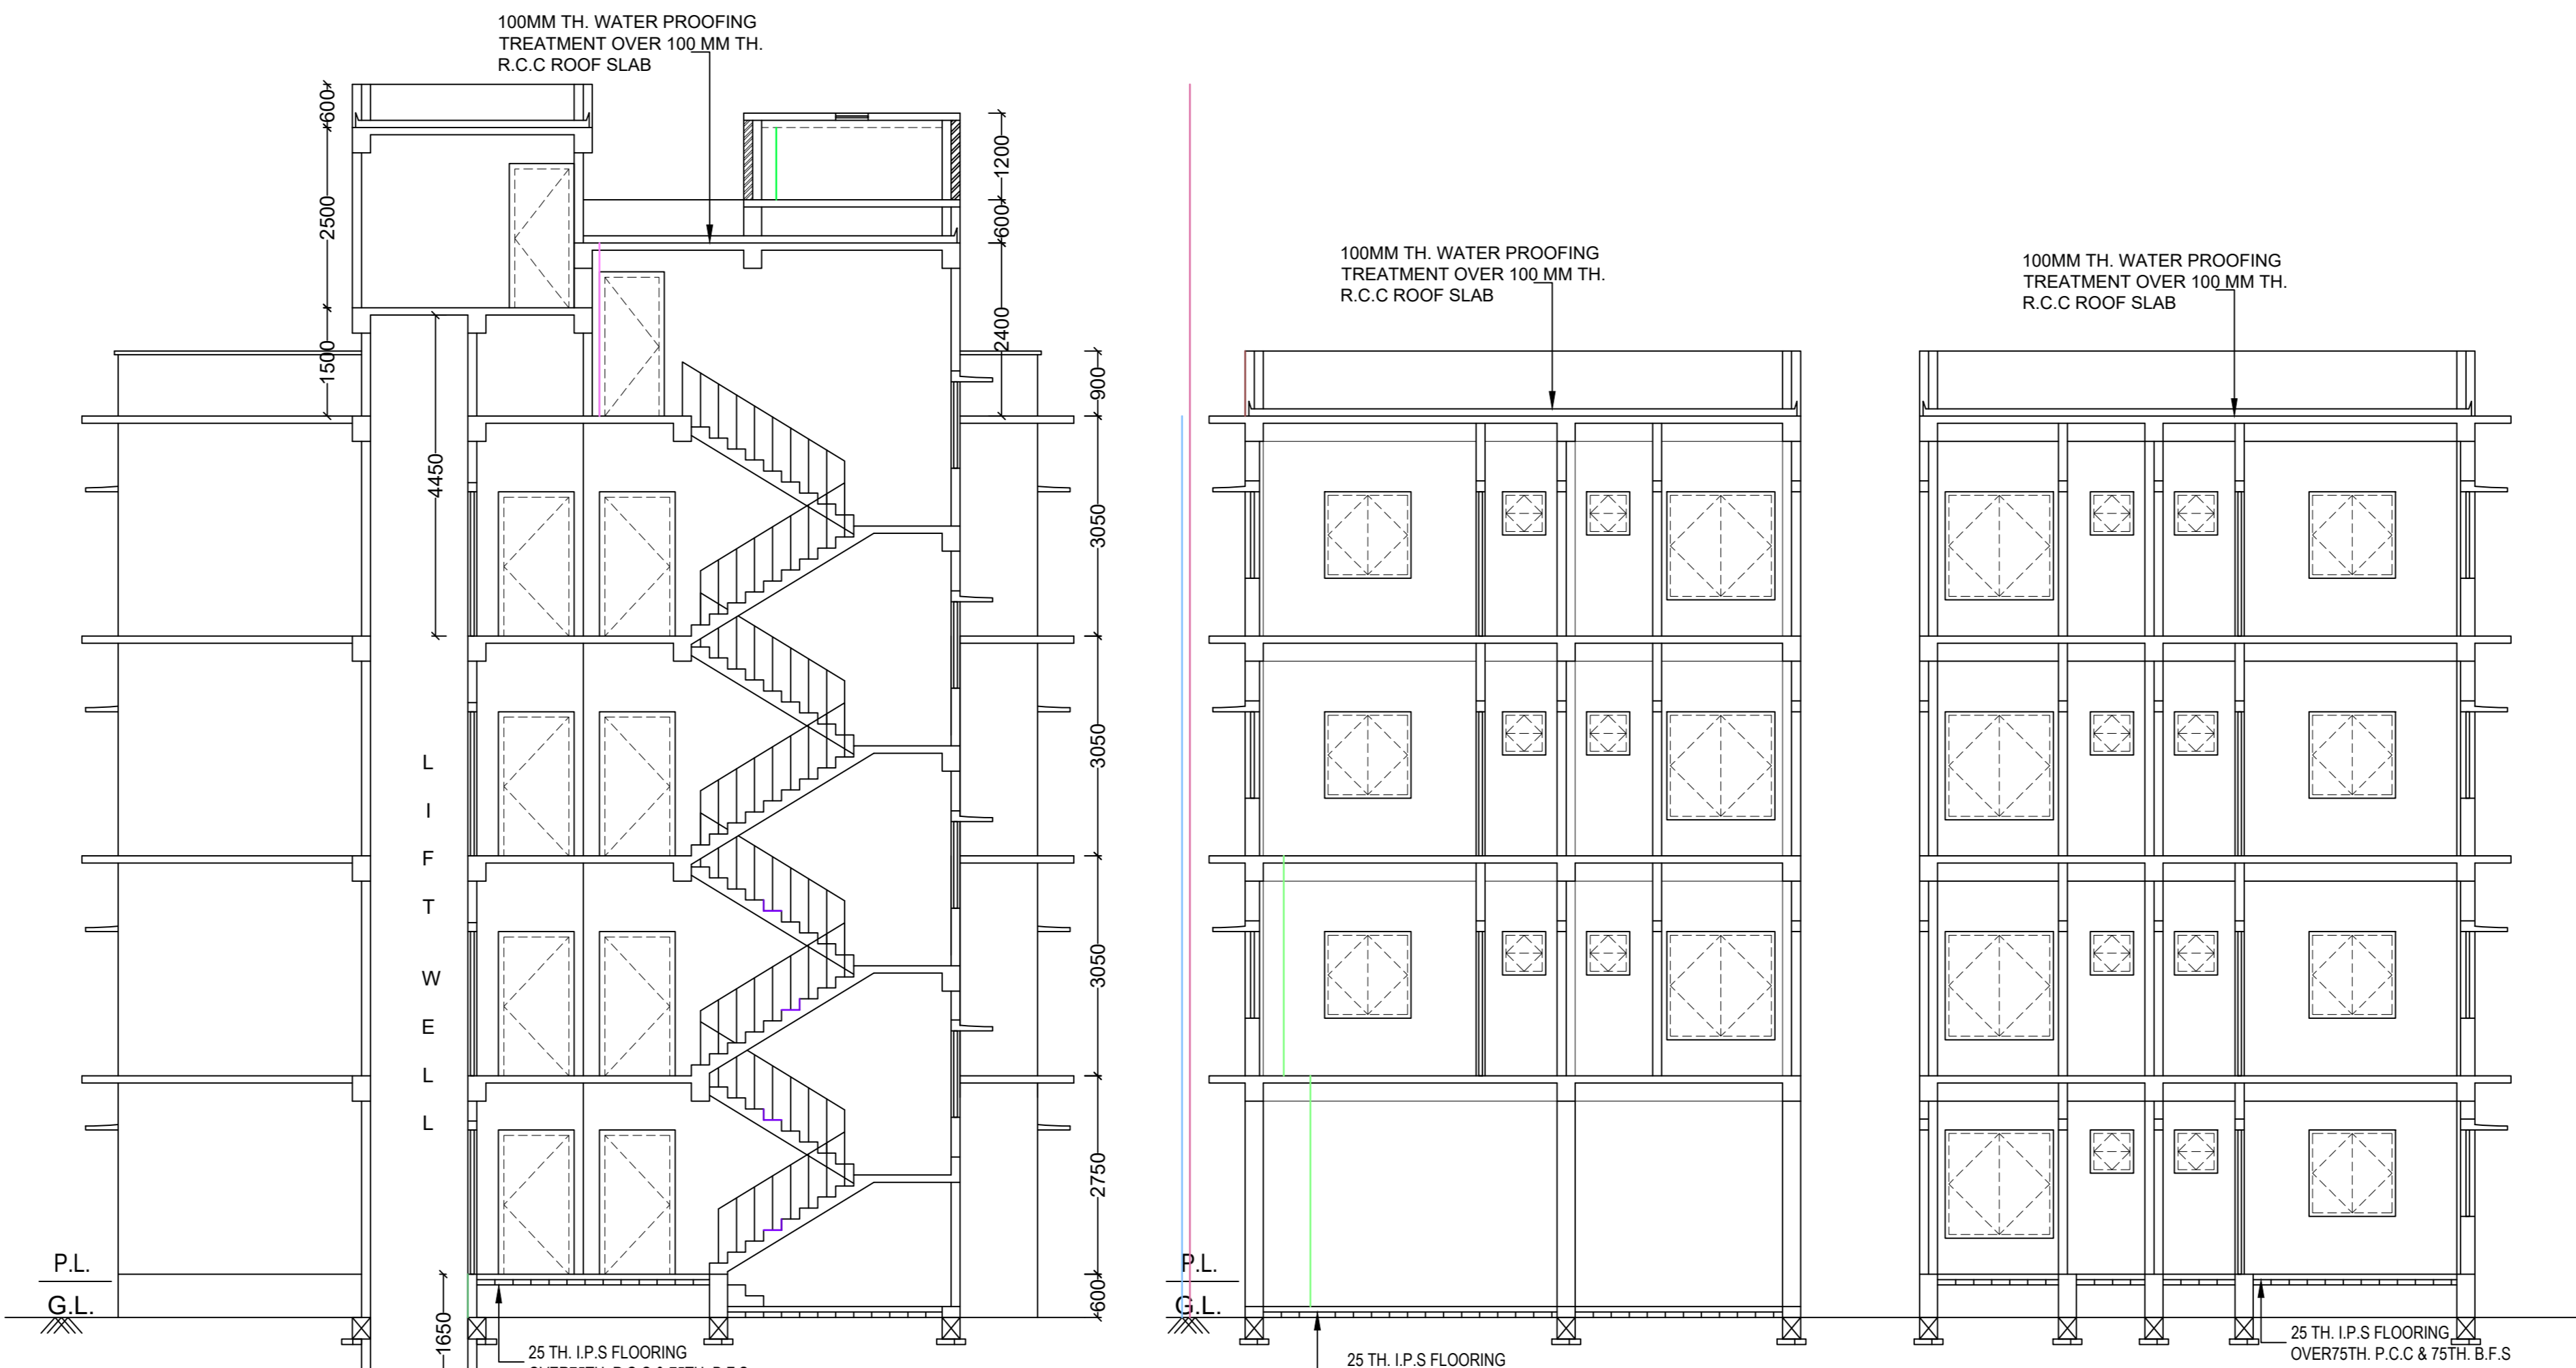 100MM TH. WATER PROOFING
TREATMENT OVER 100 MM TH.
R.C.C ROOF SLAB
600
2500
1500
4450
1200
600
2400
900
3050
3050
3050
2750
600
1650
L
I
F
T
W
E
L
L
P.L.
G.L.
25 TH. I.P.S FLOORING
100MM TH. WATER PROOFING
TREATMENT OVER 100 MM TH.
R.C.C ROOF SLAB
P.L.
G.L.
25 TH. I.P.S FLOORING
100MM TH. WATER PROOFING
TREATMENT OVER 100 MM TH.
R.C.C ROOF SLAB
25 TH. I.P.S FLOORING
OVER75TH. P.C.C & 75TH. B.F.S